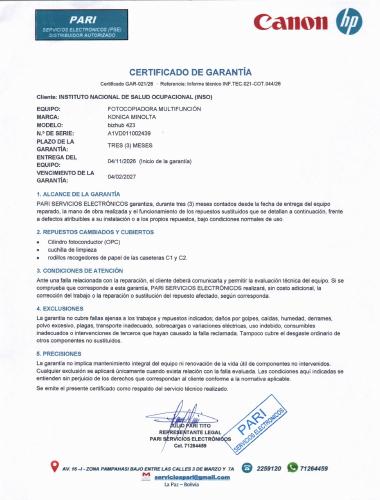 PARI
SERVICIOS ELECTRÓNICOS (PSE)
DISTRIBUIDOR AUTORIZADO
Canon hp
CERTIFICADO DE GARANTÍA
Certificado GAR-021/26 - Referencia: Informe técnico INF.TEC.021-COT.044/26
Cliente: INSTITUTO NACIONAL DE SALUD OCUPACIONAL (INSO)
EQUIPO: FOTOCOPIADORA MULTIFUNCIÓN
MARCA: KONICA MINOLTA
MODELO: bizhub 423
N.º DE SERIE: A1VD011002439
PLAZO DE LA
GARANTÍA: TRES (3) MESES
ENTREGA DEL
EQUIPO: 04/11/2026 (Inicio de la garantía)
VENCIMIENTO DE LA
GARANTÍA: 04/02/2027
1. ALCANCE DE LA GARANTÍA
PARI SERVICIOS ELECTRÓNICOS garantiza, durante tres (3) meses contados desde la fecha de entrega del equipo
reparado, la mano de obra realizada y el funcionamiento de los repuestos sustituidos que se detallan a continuación, frente
a defectos atribuibles a su instalación o a los propios repuestos, bajo condiciones normales de uso.
2. REPUESTOS CAMBIADOS Y CUBIERTOS
• Cilindro fotoconductor (OPC)
• cuchilla de limpieza
• rodillos recogedores de papel de las caseteras C1 y C2.
3. CONDICIONES DE ATENCIÓN
Ante una falla relacionada con la reparación, el cliente deberá comunicarla y permitir la evaluación técnica del equipo. Si se
comprueba que corresponde a esta garantía, PARI SERVICIOS ELECTRÓNICOS realizará, sin costo adicional, la
corrección del trabajo o la reparación o sustitución del repuesto afectado, según corresponda.
4. EXCLUSIONES
La garantía no cubre fallas ajenas a los trabajos y repuestos indicados; daños por golpes, caídas, humedad, derrames,
polvo excesivo, plagas, transporte inadecuado, sobrecargas o variaciones eléctricas, uso indebido, consumibles
inadecuados o intervenciones de terceros que hayan causado la falla reclamada. Tampoco cubre el desgaste ordinario de
otros componentes no sustituidos.
5. PRECISIONES
La garantía no implica mantenimiento integral del equipo ni renovación de la vida útil de componentes no intervenidos.
Cualquier exclusión se aplicará únicamente cuando exista relación con la falla evaluada. Las condiciones aquí indicadas se
entienden sin perjuicio de los derechos que correspondan al cliente conforme a la normativa aplicable.
Se emite el presente certificado como respaldo del servicio técnico realizado.
JULIO PARI TITO
REPRESENTANTE LEGAL
PARI SERVICIOS ELECTRÓNICOS
Cel. 71264459
PARI
SERVICIOS ELECTRÓNICOS
AV. 16 -I - ZONA PAMPAHASI BAJO ENTRE LAS CALLES 3 DE MARZO Y 7A 2259120 71264459
serviciospari@gmail.com
La Paz – Bolivia